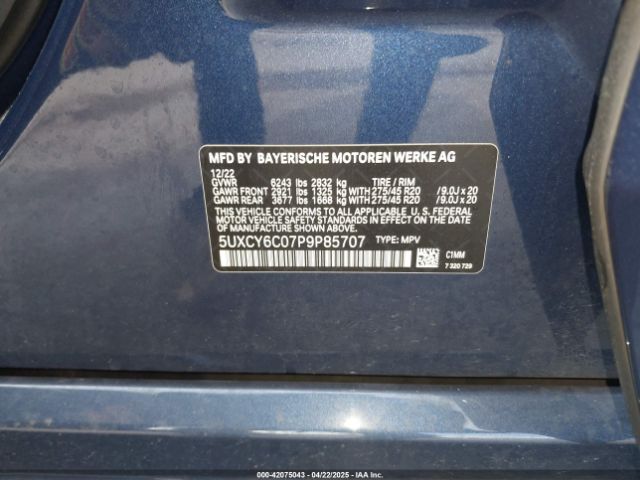 MFD BY BAYERISCHE MOTOREN WERKE AG
12/22
GVWR 6243 lbs 2832 kg TIRE / RIM
GAWR FRONT 2921 lbs 1325 kg WITH 275/45 R20 / 9.0J x 20
GAWR REAR 3677 lbs 1668 kg WITH 275/45 R20 / 9.0J x 20
THIS VEHICLE CONFORMS TO ALL APPLICABLE U. S. FEDERAL
MOTOR VEHICLE SAFETY STANDARDS IN EFFECT ON THE
DATE OF MANUFACTURE SHOWN ABOVE.
5UXCY6C07P9P85707 TYPE: MPV
C1MM
7 320 729
000-42075043 - 04/22/2025 - IAA Inc.